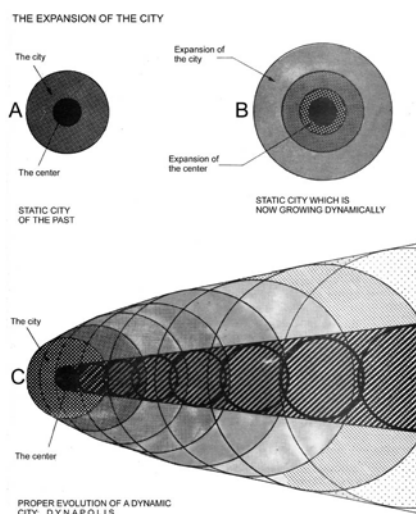 THE EXPANSION OF THE CITY
The city
A
The center
STATIC CITY
OF THE PAST
Expansion of
the city
B
Expansion of
the center
STATIC CITY WHICH IS
NOW GROWING DYNAMICALLY
The city
C
The center
PROPER EVOLUTION OF A DYNAMIC
CITY: D Y N A P O L I S